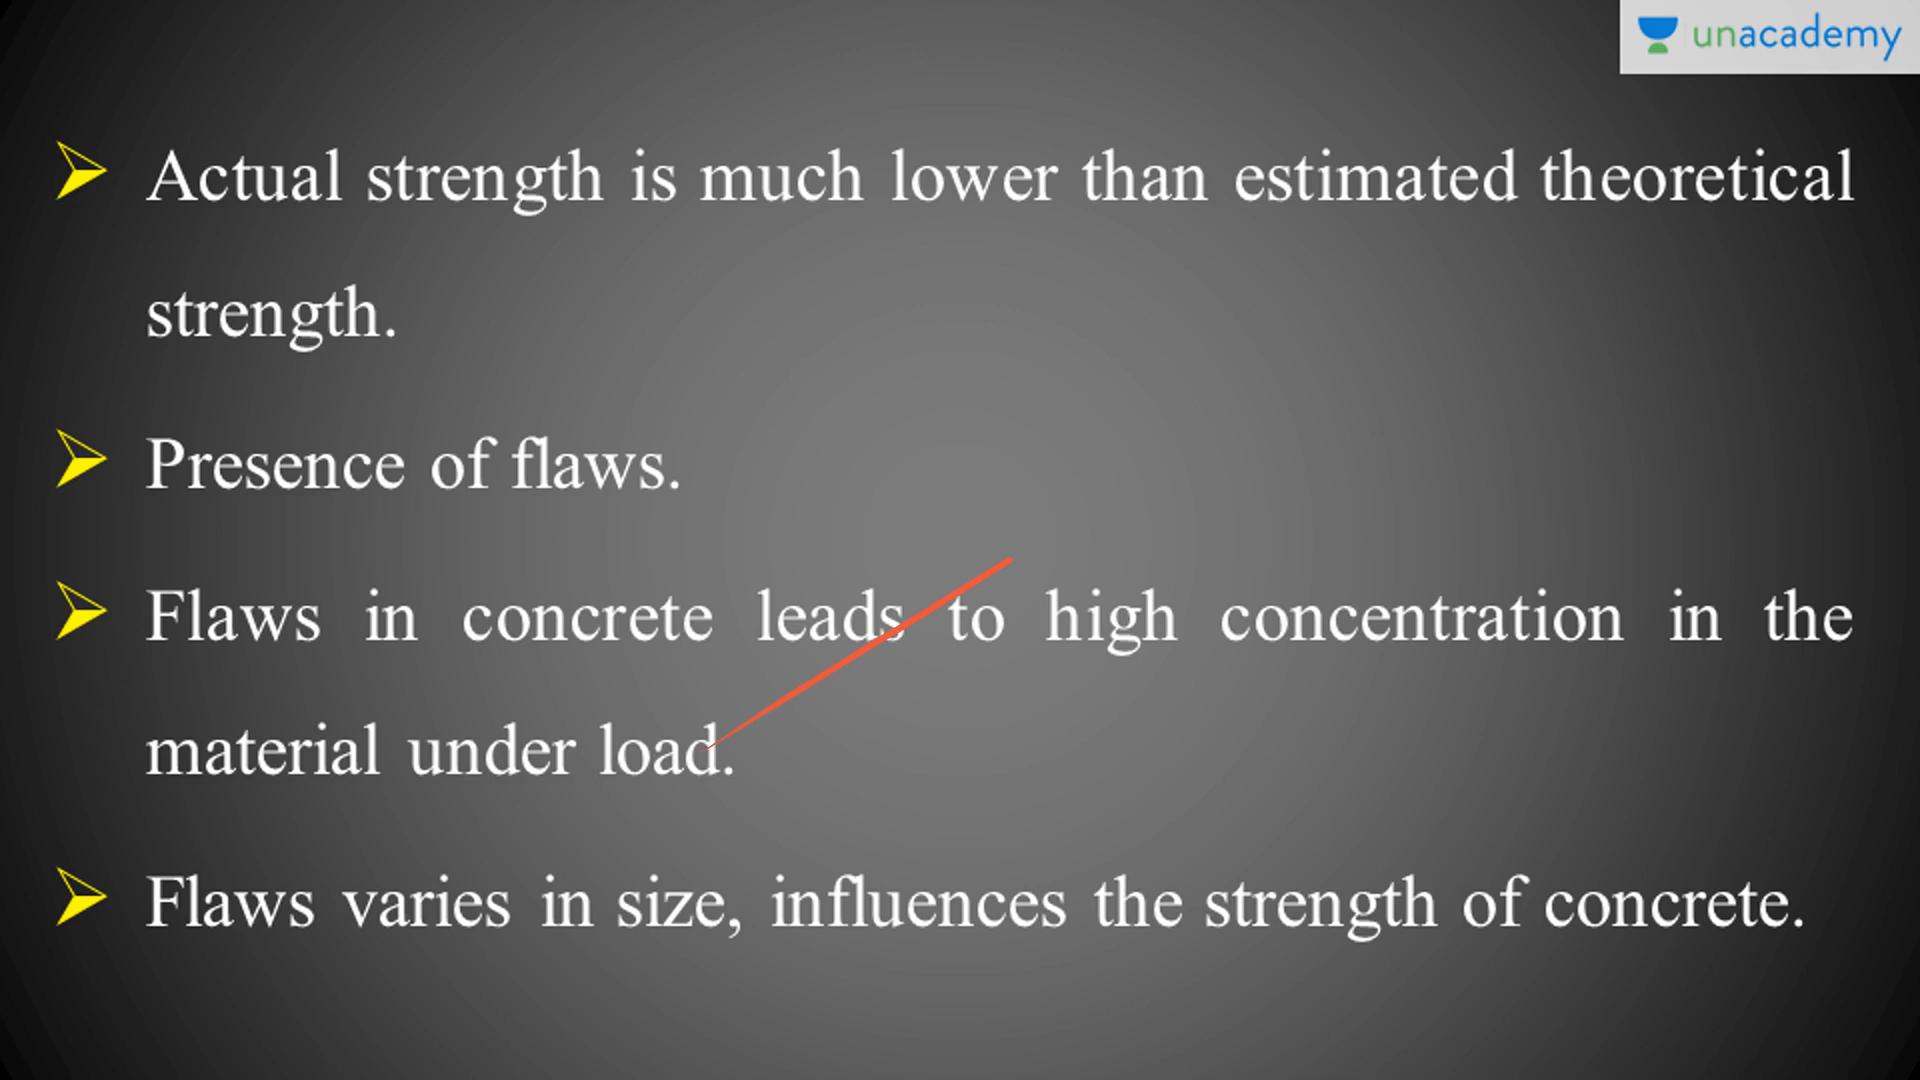 unacademy
Actual strength is much lower than estimated theoretical
strength.
Presence of flaws.
Flaws in concrete leads to high concentration in the
material under load.
Flaws varies in size, influences the strength of concrete.